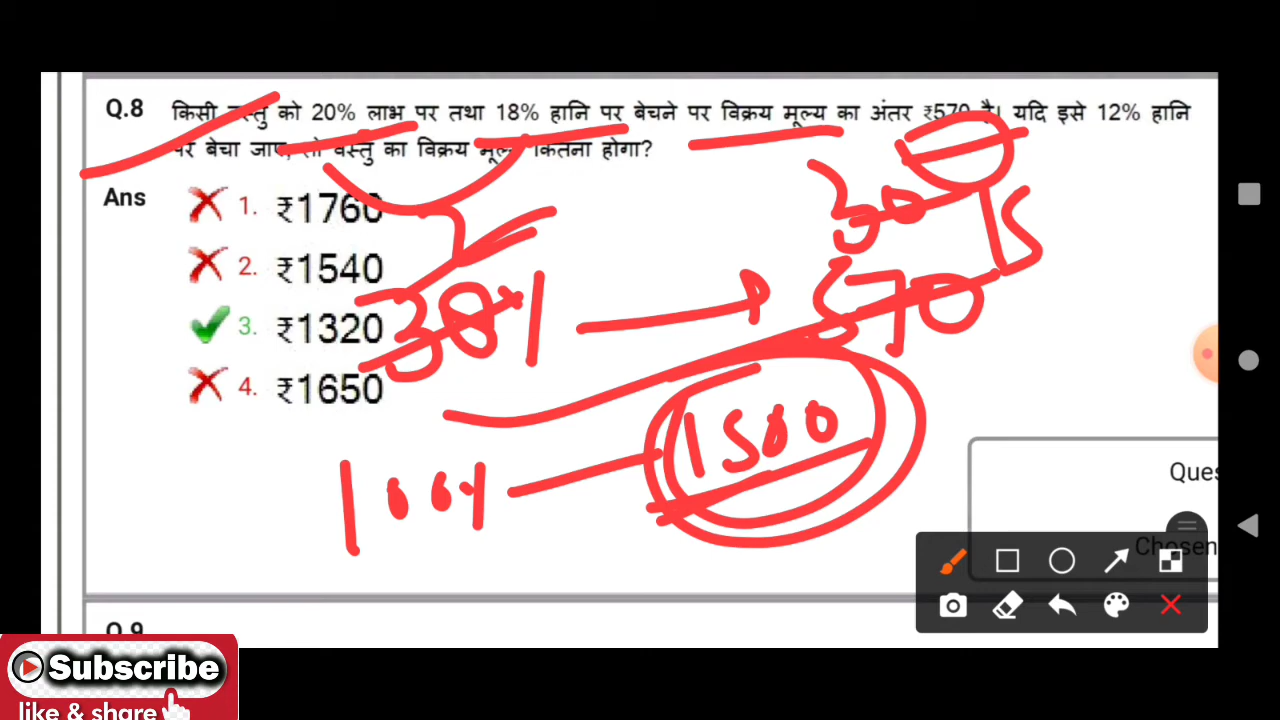 Q.8 किसी वस्तु को 20% लाभ पर तथा 18% हानि पर बेचने पर विक्रय मूल्य का अंतर ₹570 है। यदि इसे 12% हानि
पर बेचा जाए, तो वस्तु का विक्रय मूल्य कितना होगा?
Ans 1. ₹1760
2. ₹1540
3. ₹1320
4. ₹1650
30
15
38% 570
100% 1500
Ques
Chosen
Q.9
Subscribe
like & share